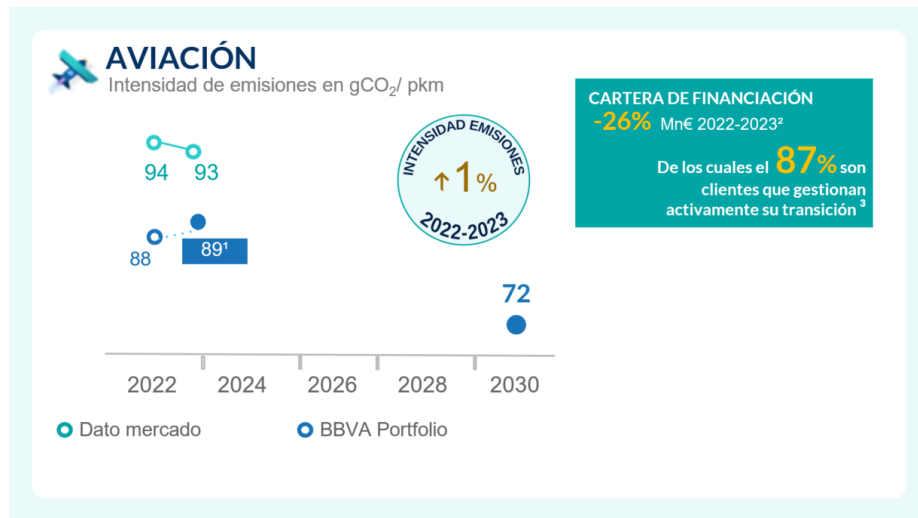 AVIACIÓN
Intensidad de emisiones en gCO₂/ pkm
94
93
88
89¹
INTENSIDAD EMISIONES
↑1%
2022-2023
72
2022
2024
2026
2028
2030
Dato mercado
BBVA Portfolio
CARTERA DE FINANCIACIÓN
-26% Mn€ 2022-2023²
De los cuales el 87% son
clientes que gestionan
activamente su transición ³